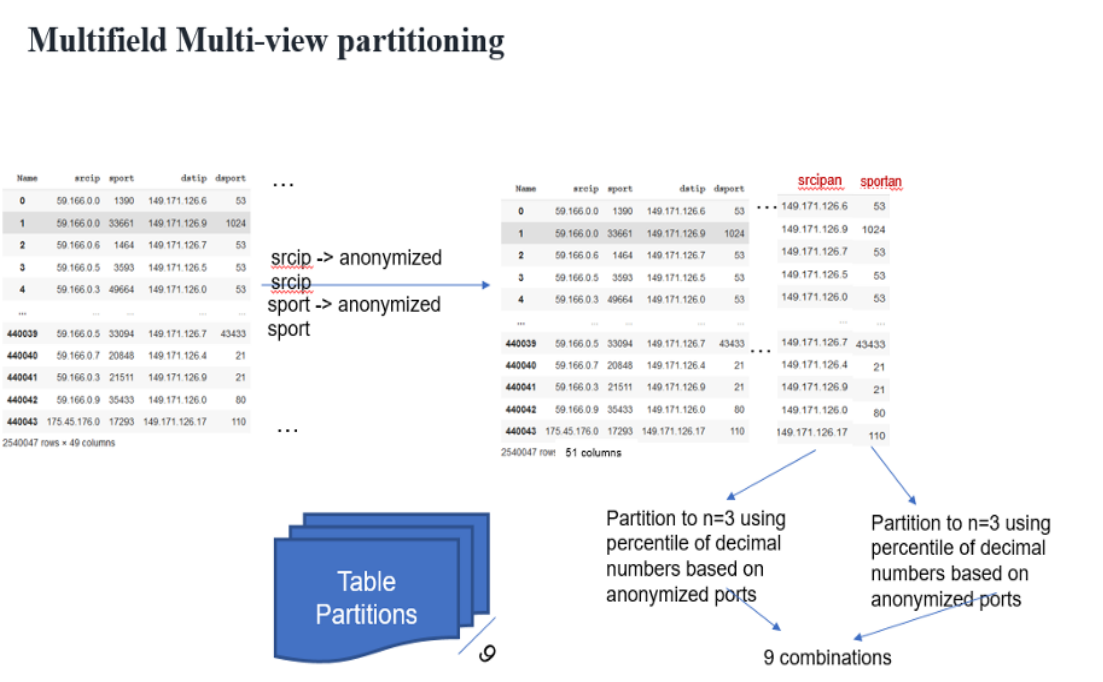 Multifield Multi-view partitioning
Name srcip sport dstip dsport
0 59.166.0.0 1390 149.171.126.6 53
1 59.166.0.0 33661 149.171.126.9 1024
2 59.166.0.6 1464 149.171.126.7 53
3 59.166.0.5 3593 149.171.126.5 53
4 59.166.0.3 49664 149.171.126.0 53
... ... ... ... ...
440039 59.166.0.5 33094 149.171.126.7 43433
440040 59.166.0.7 20848 149.171.126.4 21
440041 59.166.0.3 21511 149.171.126.9 21
440042 59.166.0.9 35433 149.171.126.0 80
440043 175.45.176.0 17293 149.171.126.17 110
2540047 rows × 49 columns
...
srcip -> anonymized
srcip
sport -> anonymized
sport
...
Name srcip sport dstip dsport srcipan sportan
0 59.166.0.0 1390 149.171.126.6 53 ... 149.171.126.6 53
1 59.166.0.0 33661 149.171.126.9 1024 149.171.126.9 1024
2 59.166.0.6 1464 149.171.126.7 53 149.171.126.7 53
3 59.166.0.5 3593 149.171.126.5 53 149.171.126.5 53
4 59.166.0.3 49664 149.171.126.0 53 149.171.126.0 53
... ... ... ... ... ... ...
440039 59.166.0.5 33094 149.171.126.7 43433 ... 149.171.126.7 43433
440040 59.166.0.7 20848 149.171.126.4 21 149.171.126.4 21
440041 59.166.0.3 21511 149.171.126.9 21 149.171.126.9 21
440042 59.166.0.9 35433 149.171.126.0 80 149.171.126.0 80
440043 175.45.176.0 17293 149.171.126.17 110 149.171.126.17 110
2540047 row 51 columns
Partition to n=3 using
percentile of decimal
numbers based on
anonymized ports
Partition to n=3 using
percentile of decimal
numbers based on
anonymized ports
9 combinations
Table
Partitions
9